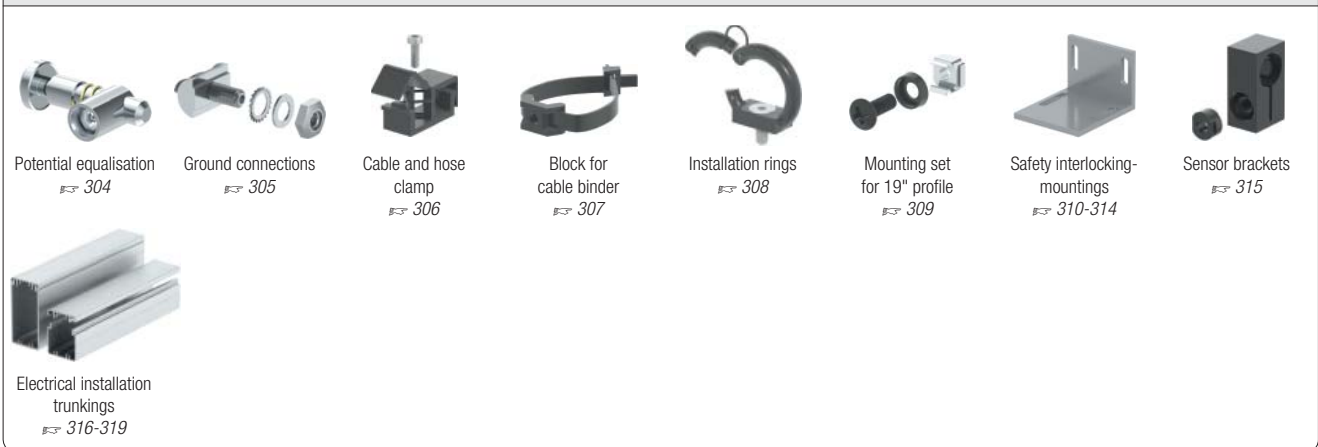 Potential equalisation
☞ 304
Ground connections
☞ 305
Cable and hose
clamp
☞ 306
Block for
cable binder
☞ 307
Installation rings
☞ 308
Mounting set
for 19" profile
☞ 309
Safety interlocking-
mountings
☞ 310-314
Sensor brackets
☞ 315
Electrical installation
trunkings
☞ 316-319